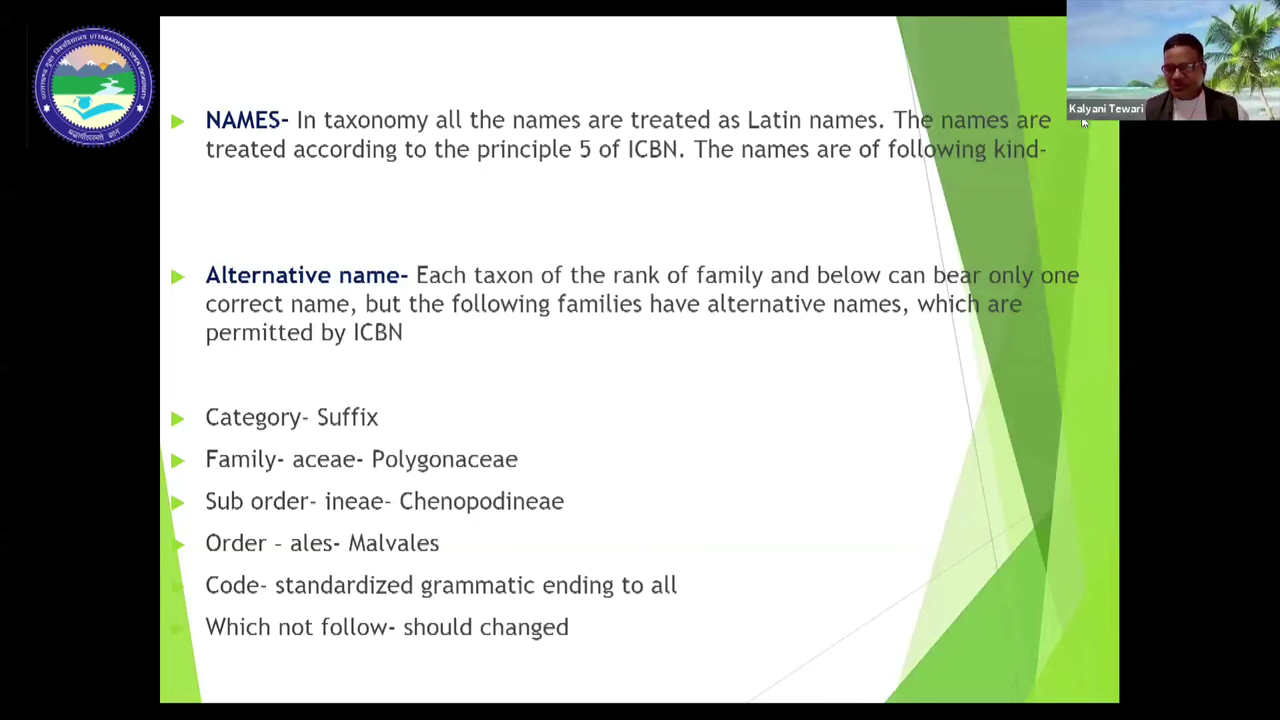 UTTARAKHAND OPEN UNIVERSITY
Kalyani Tewari
NAMES- In taxonomy all the names are treated as Latin names. The names are
treated according to the principle 5 of ICBN. The names are of following kind-
Alternative name- Each taxon of the rank of family and below can bear only one
correct name, but the following families have alternative names, which are
permitted by ICBN
Category- Suffix
Family- aceae- Polygonaceae
Sub order- ineae- Chenopodineae
Order – ales- Malvales
Code- standardized grammatic ending to all
Which not follow- should changed